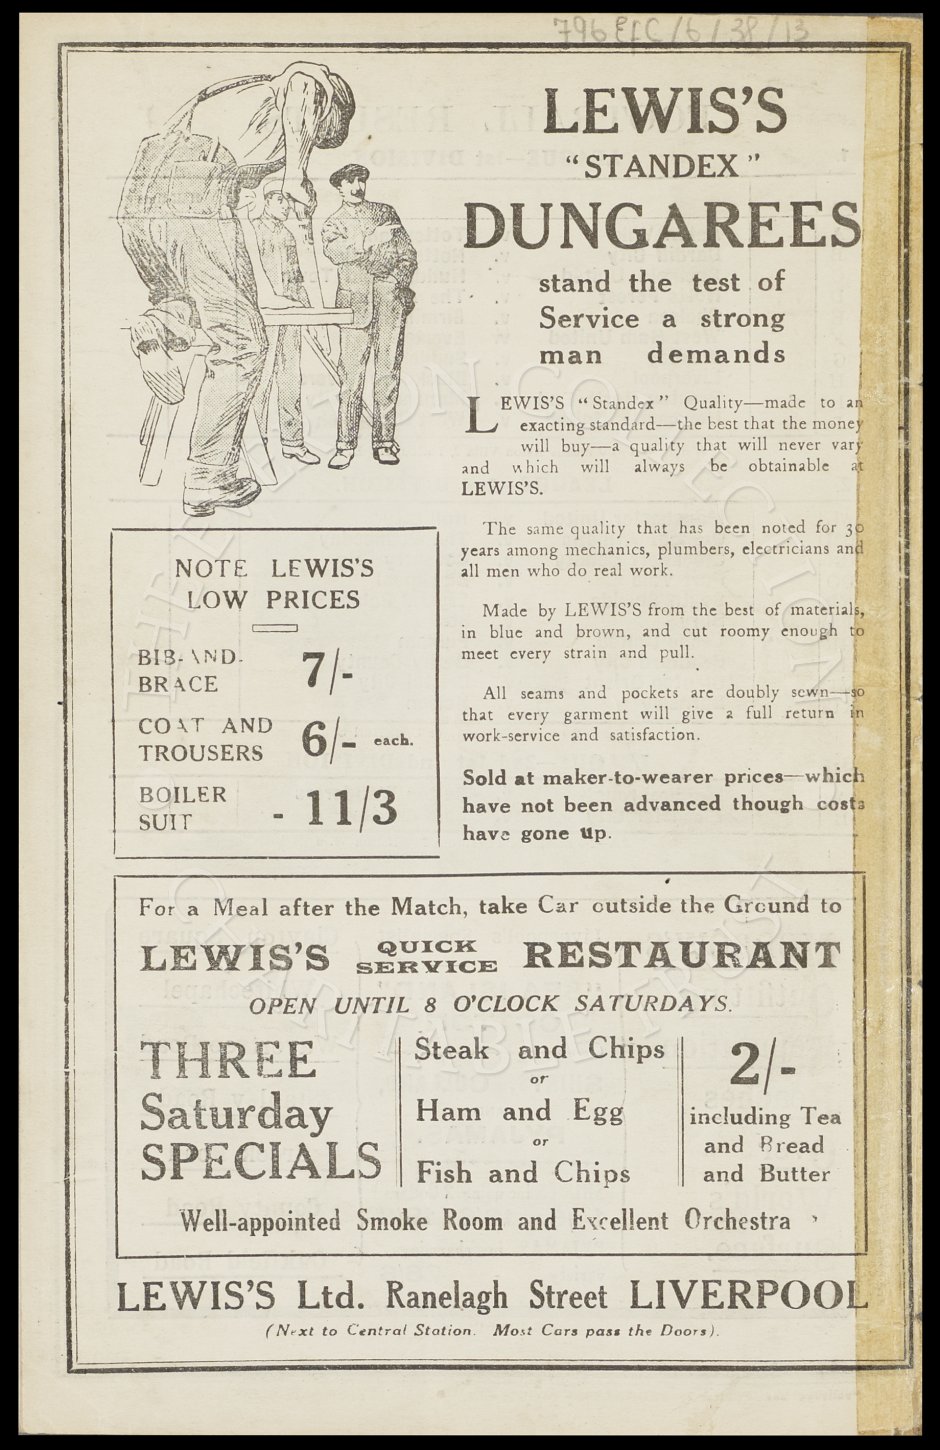 796 EFC/6/38/13
LEWIS'S
"STANDEX"
DUNGAREES
stand the test of
Service a strong
man demands
LEWIS'S "Standex" Quality—made to an
exacting standard—the best that the money
will buy—a quality that will never vary
and which will always be obtainable at
LEWIS'S.
The same quality that has been noted for 30
years among mechanics, plumbers, electricians and
all men who do real work.
Made by LEWIS'S from the best of materials,
in blue and brown, and cut roomy enough to
meet every strain and pull.
All seams and pockets are doubly sewn—so
that every garment will give a full return in
work-service and satisfaction.
Sold at maker-to-wearer prices—which
have not been advanced though costs
have gone up.
NOTE LEWIS'S
LOW PRICES
BIB-AND-
BRACE 7/-
COAT AND
TROUSERS 6/- each.
BOILER
SUIT - 11/3
For a Meal after the Match, take Car outside the Ground to
LEWIS'S QUICK SERVICE RESTAURANT
OPEN UNTIL 8 O'CLOCK SATURDAYS.
THREE
Saturday
SPECIALS
Steak and Chips
or
Ham and Egg
or
Fish and Chips
2/-
including Tea
and Bread
and Butter
Well-appointed Smoke Room and Excellent Orchestra
LEWIS'S Ltd. Ranelagh Street LIVERPOOL
(Next to Central Station. Most Cars pass the Doors).
© THE EVERTON COLLECTION
CHARITABLE TRUST